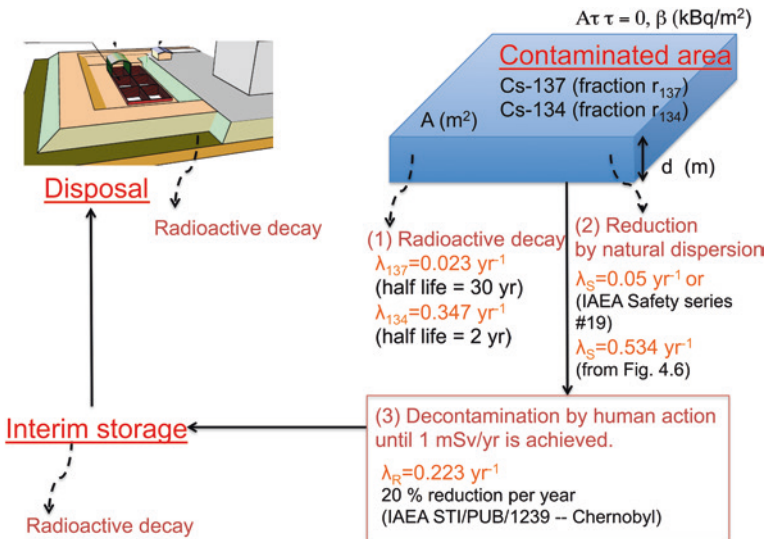 Aτ τ = 0, β (kBq/m²)
Contaminated area
Cs-137 (fraction r₁₃₇)
Cs-134 (fraction r₁₃₄)
A (m²)
d (m)
Disposal
Radioactive decay
(1) Radioactive decay
λ₁₃₇=0.023 yr⁻¹
(half life = 30 yr)
λ₁₃₄=0.347 yr⁻¹
(half life = 2 yr)
(2) Reduction
by natural dispersion
λ_S=0.05 yr⁻¹ or
(IAEA Safety series
#19)
λ_S=0.534 yr⁻¹
(from Fig. 4.6)
(3) Decontamination by human action
until 1 mSv/yr is achieved.
λ_R=0.223 yr⁻¹
20 % reduction per year
(IAEA STI/PUB/1239 -- Chernobyl)
Interim storage
Radioactive decay